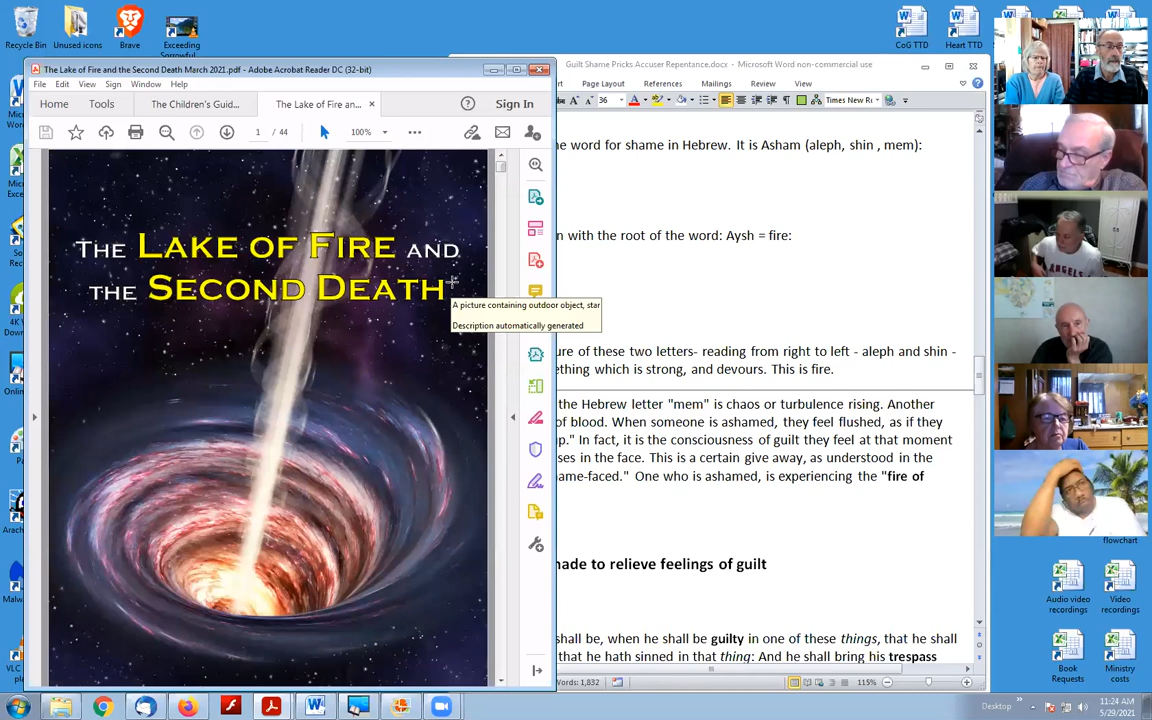 Recycle Bin
Unused icons
Brave
Exceeding
CoG TTD
Heart TTD
The Lake of Fire and the Second Death March 2021.pdf - Adobe Acrobat Reader DC (32-bit)
File Edit View Sign Window Help
Home Tools The Children's Guid... The Lake of Fire an... × Sign In
1 / 44 100%
THE LAKE OF FIRE AND
THE SECOND DEATH
A picture containing outdoor object, star
Description automatically generated
Guilt Shame Pricks Accuser Repentance.docx - Microsoft Word non-commercial use
Page Layout References Mailings
36 Times New R
e word for shame in Hebrew. It is Asham (aleph, shin , mem):
n with the root of the word: Aysh = fire:
ure of these two letters- reading from right to left - aleph and shin -
ething which is strong, and devours. This is fire.
the Hebrew letter "mem" is chaos or turbulence rising. Another
of blood. When someone is ashamed, they feel flushed, as if they
p." In fact, it is the consciousness of guilt they feel at that moment
ses in the face. This is a certain give away, as understood in the
ame-faced." One who is ashamed, is experiencing the "fire of
made to relieve feelings of guilt
shall be, when he shall be guilty in one of these things, that he shall
that he hath sinned in that thing: And he shall bring his trespass
Words: 1,832 115%
ANGELS
flowchart
Audio video
recordings
Video
recordings
Book
Requests
Ministry
costs
Desktop
11:24 AM
5/29/2021